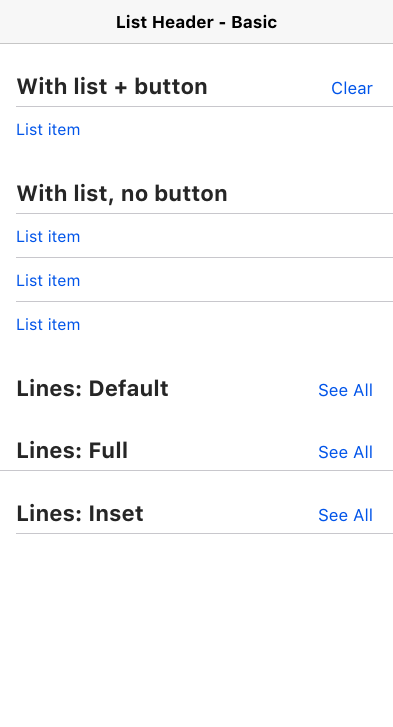 List Header - Basic
With list + button Clear
List item
With list, no button
List item
List item
List item
Lines: Default See All
Lines: Full See All
Lines: Inset See All